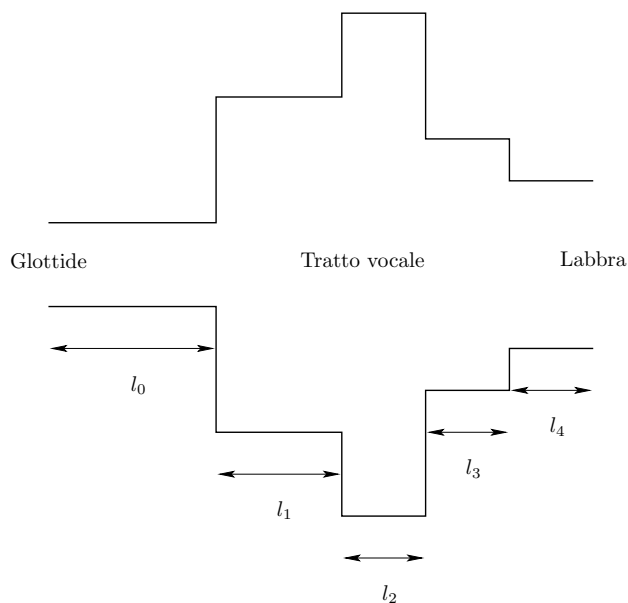 Glottide Tratto vocale Labbra
l₀
l₄
l₃
l₁
l₂